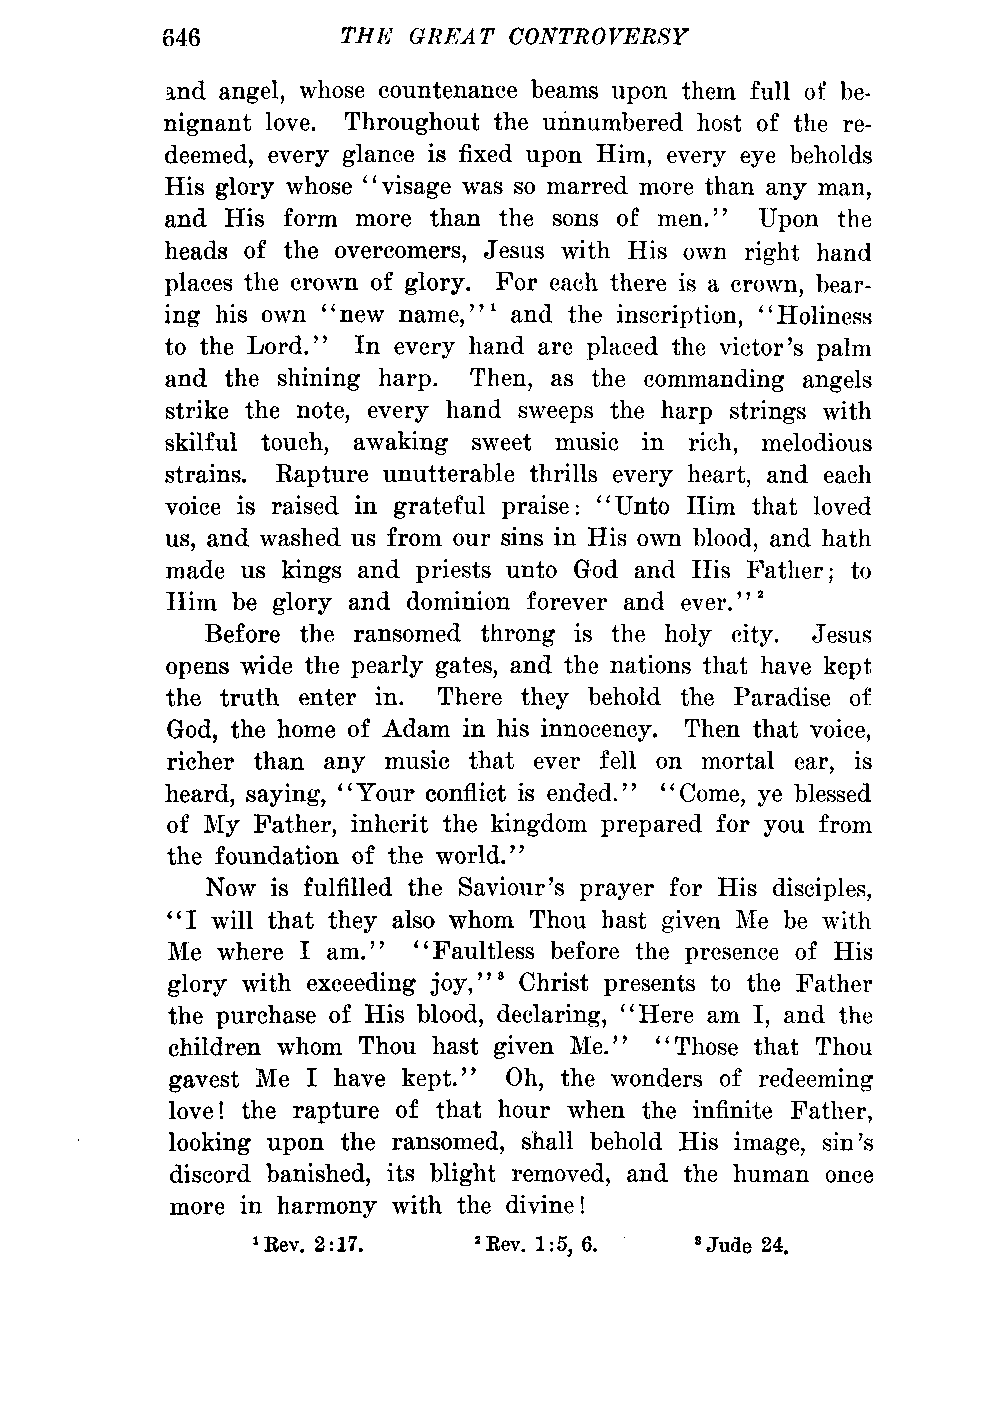 646 THE GREAT CONTROVERSY
and angel, whose countenance beams upon them full of be-
nignant love. Throughout the unnumbered host of the re-
deemed, every glance is fixed upon Him, every eye beholds
His glory whose "visage was so marred more than any man,
and His form more than the sons of men." Upon the
heads of the overcomers, Jesus with His own right hand
places the crown of glory. For each there is a crown, bear-
ing his own "new name,"¹ and the inscription, "Holiness
to the Lord." In every hand are placed the victor's palm
and the shining harp. Then, as the commanding angels
strike the note, every hand sweeps the harp strings with
skilful touch, awaking sweet music in rich, melodious
strains. Rapture unutterable thrills every heart, and each
voice is raised in grateful praise: "Unto Him that loved
us, and washed us from our sins in His own blood, and hath
made us kings and priests unto God and His Father; to
Him be glory and dominion forever and ever."²
Before the ransomed throng is the holy city. Jesus
opens wide the pearly gates, and the nations that have kept
the truth enter in. There they behold the Paradise of
God, the home of Adam in his innocency. Then that voice,
richer than any music that ever fell on mortal ear, is
heard, saying, "Your conflict is ended." "Come, ye blessed
of My Father, inherit the kingdom prepared for you from
the foundation of the world."
Now is fulfilled the Saviour's prayer for His disciples,
"I will that they also whom Thou hast given Me be with
Me where I am." "Faultless before the presence of His
glory with exceeding joy,"³ Christ presents to the Father
the purchase of His blood, declaring, "Here am I, and the
children whom Thou hast given Me." "Those that Thou
gavest Me I have kept." Oh, the wonders of redeeming
love! the rapture of that hour when the infinite Father,
looking upon the ransomed, shall behold His image, sin's
discord banished, its blight removed, and the human once
more in harmony with the divine!
¹ Rev. 2:17. ² Rev. 1:5, 6. ³ Jude 24.